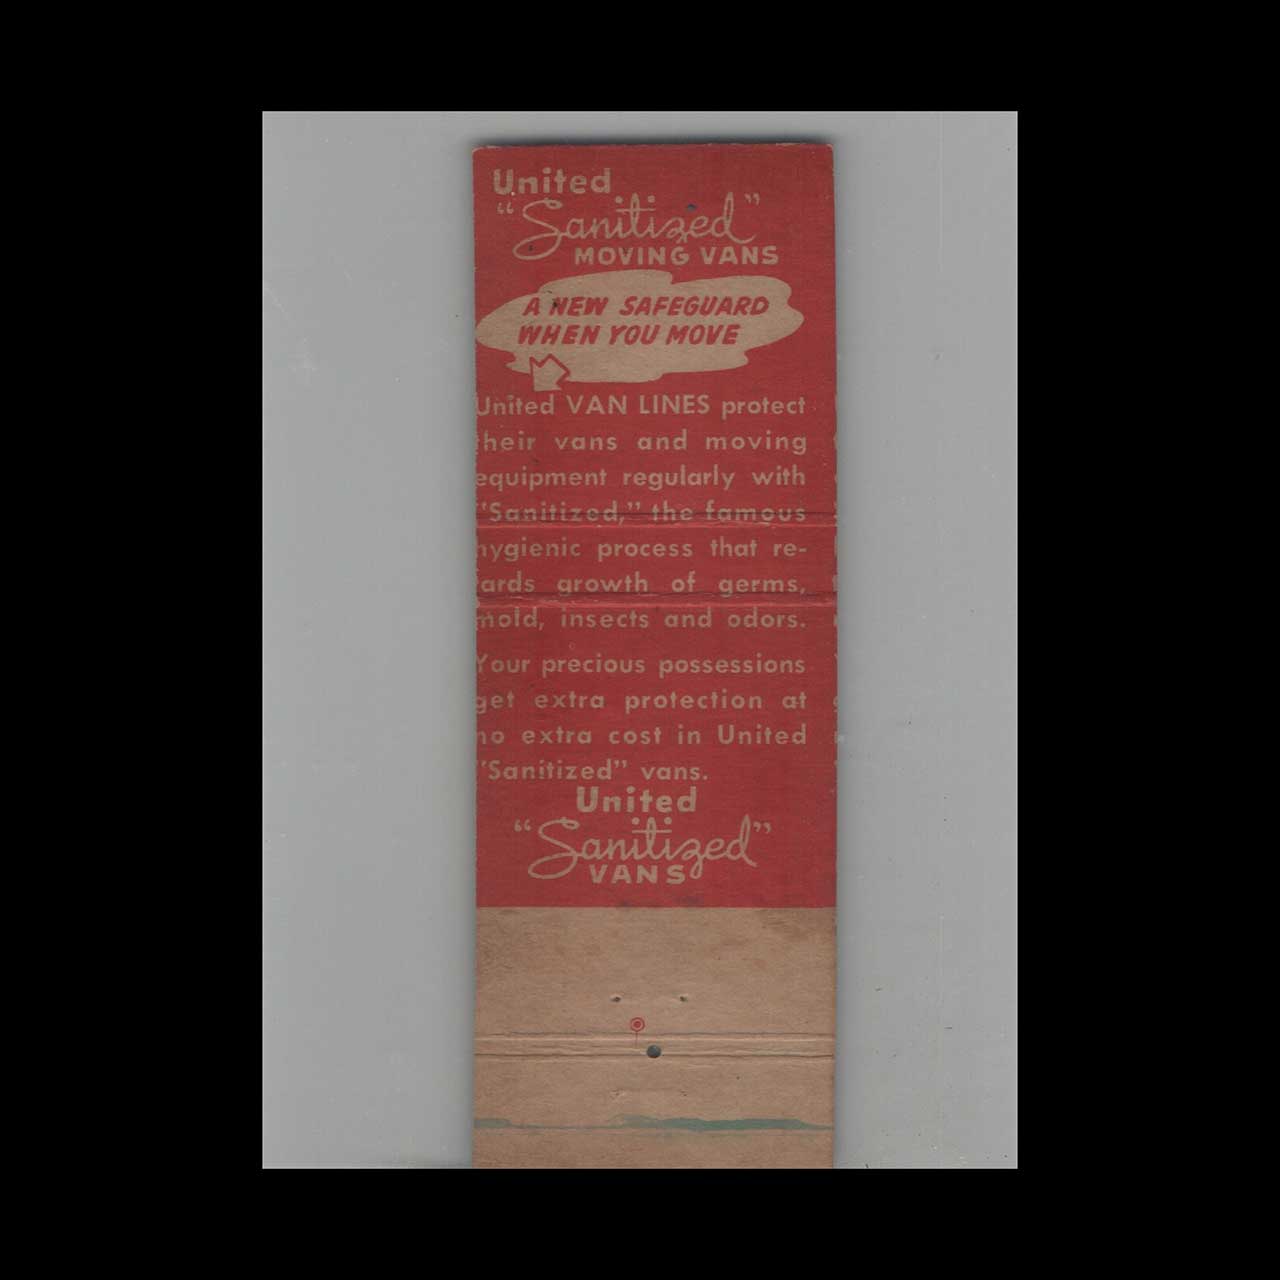 United
“Sanitized”
MOVING VANS
A NEW SAFEGUARD
WHEN YOU MOVE
United VAN LINES protect
their vans and moving
equipment regularly with
“Sanitized,” the famous
hygienic process that re-
tards growth of germs,
mold, insects and odors.
Your precious possessions
get extra protection at
no extra cost in United
“Sanitized” vans.
United
“Sanitized”
VANS